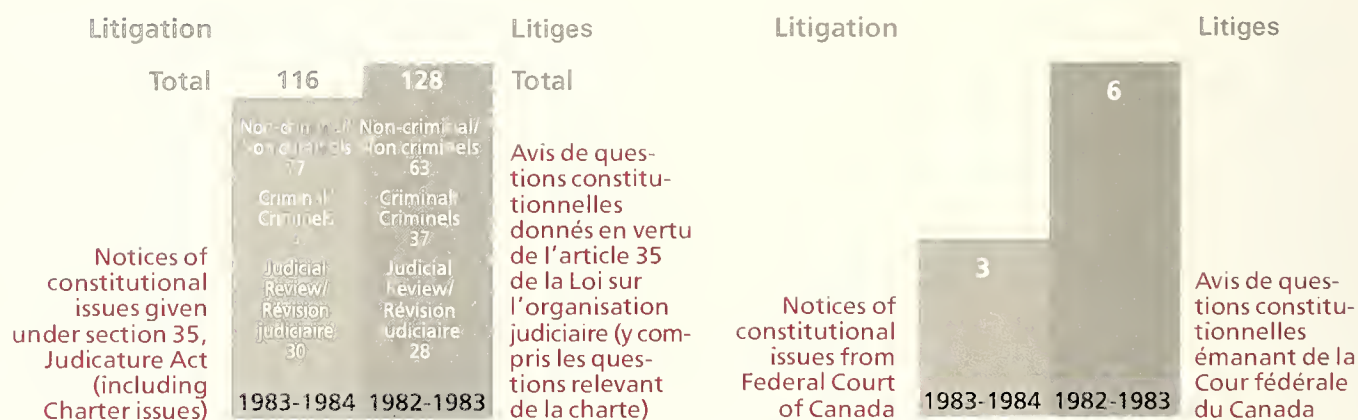 Litigation
Litiges
Total
116
128
Total
Non-criminal/
Non-criminal/
Non criminels
77
63
Criminal/
Criminels
Criminal/
Criminels
37
Judicial
Review/
Révision
judiciaire
30
Judicial
Review/
Révision
judiciaire
28
Notices of
constitutional
issues given
under section 35,
Judicature Act
(including
Charter issues)
1983-1984
1982-1983
Avis de ques-
tions constitu-
tionnelles
donnés en vertu
de l'article 35
de la Loi sur
l'organisation
judiciaire (y com-
pris les ques-
tions relevant
de la charte)
Litigation
Litiges
3
6
Notices of
constitutional
issues from
Federal Court
of Canada
1983-1984
1982-1983
Avis de ques-
tions constitu-
tionnelles
émanant de la
Cour fédérale
du Canada